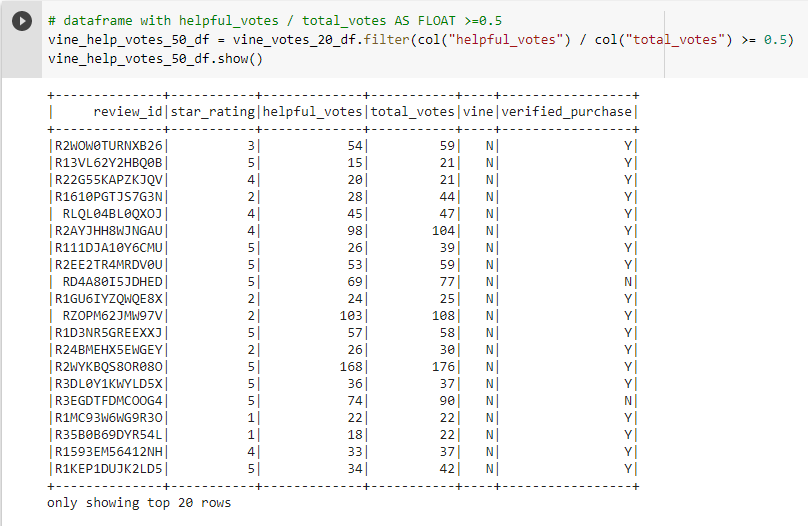 # dataframe with helpful_votes / total_votes AS FLOAT >=0.5
vine_help_votes_50_df = vine_votes_20_df.filter(col("helpful_votes") / col("total_votes") >= 0.5)
vine_help_votes_50_df.show()
+--------------+-----------+-------------+-----------+----+-----------------+
|     review_id|star_rating|helpful_votes|total_votes|vine|verified_purchase|
+--------------+-----------+-------------+-----------+----+-----------------+
|R2WOW0TURNXB26|          3|           54|         59|   N|                Y|
|R13VL62Y2HBQ0B|          5|           15|         21|   N|                Y|
|R22G55KAPZKJQV|          4|           20|         21|   N|                Y|
|R1610PGTJS7G3N|          2|           28|         44|   N|                Y|
| RLQL04BL0QXOJ|          4|           45|         47|   N|                Y|
|R2AYJHH8WJNGAU|          4|           98|        104|   N|                Y|
|R111DJA10Y6CMU|          5|           26|         39|   N|                Y|
|R2EE2TR4MRDV0U|          5|           53|         59|   N|                Y|
| RD4A80I5JDHED|          5|           69|         77|   N|                N|
|R1GU6IYZQWQE8X|          2|           24|         25|   N|                Y|
| RZOPM62JMW97V|          2|          103|        108|   N|                Y|
|R1D3NR5GREEXXJ|          5|           57|         58|   N|                Y|
|R24BMEHX5EWGEY|          2|           26|         30|   N|                Y|
|R2WYKBQS8OR08O|          5|          168|        176|   N|                Y|
|R3DL0Y1KWYLD5X|          5|           36|         37|   N|                Y|
|R3EGDTFDMCOOG4|          5|           74|         90|   N|                N|
|R1MC93W6WG9R3O|          1|           22|         22|   N|                Y|
|R35B0B69DYR54L|          1|           18|         22|   N|                Y|
|R1593EM56412NH|          4|           33|         37|   N|                Y|
|R1KEP1DUJK2LD5|          5|           34|         42|   N|                Y|
+--------------+-----------+-------------+-----------+----+-----------------+
only showing top 20 rows